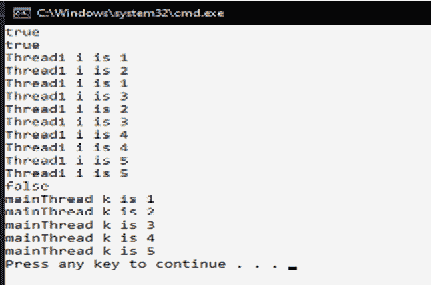 C:\Windows\system32\cmd.exe
true
true
Thread1 i is 1
Thread1 i is 2
Thread1 i is 1
Thread1 i is 3
Thread1 i is 2
Thread1 i is 3
Thread1 i is 4
Thread1 i is 4
Thread1 i is 5
Thread1 i is 5
false
mainThread k is 1
mainThread k is 2
mainThread k is 3
mainThread k is 4
mainThread k is 5
Press any key to continue . . .